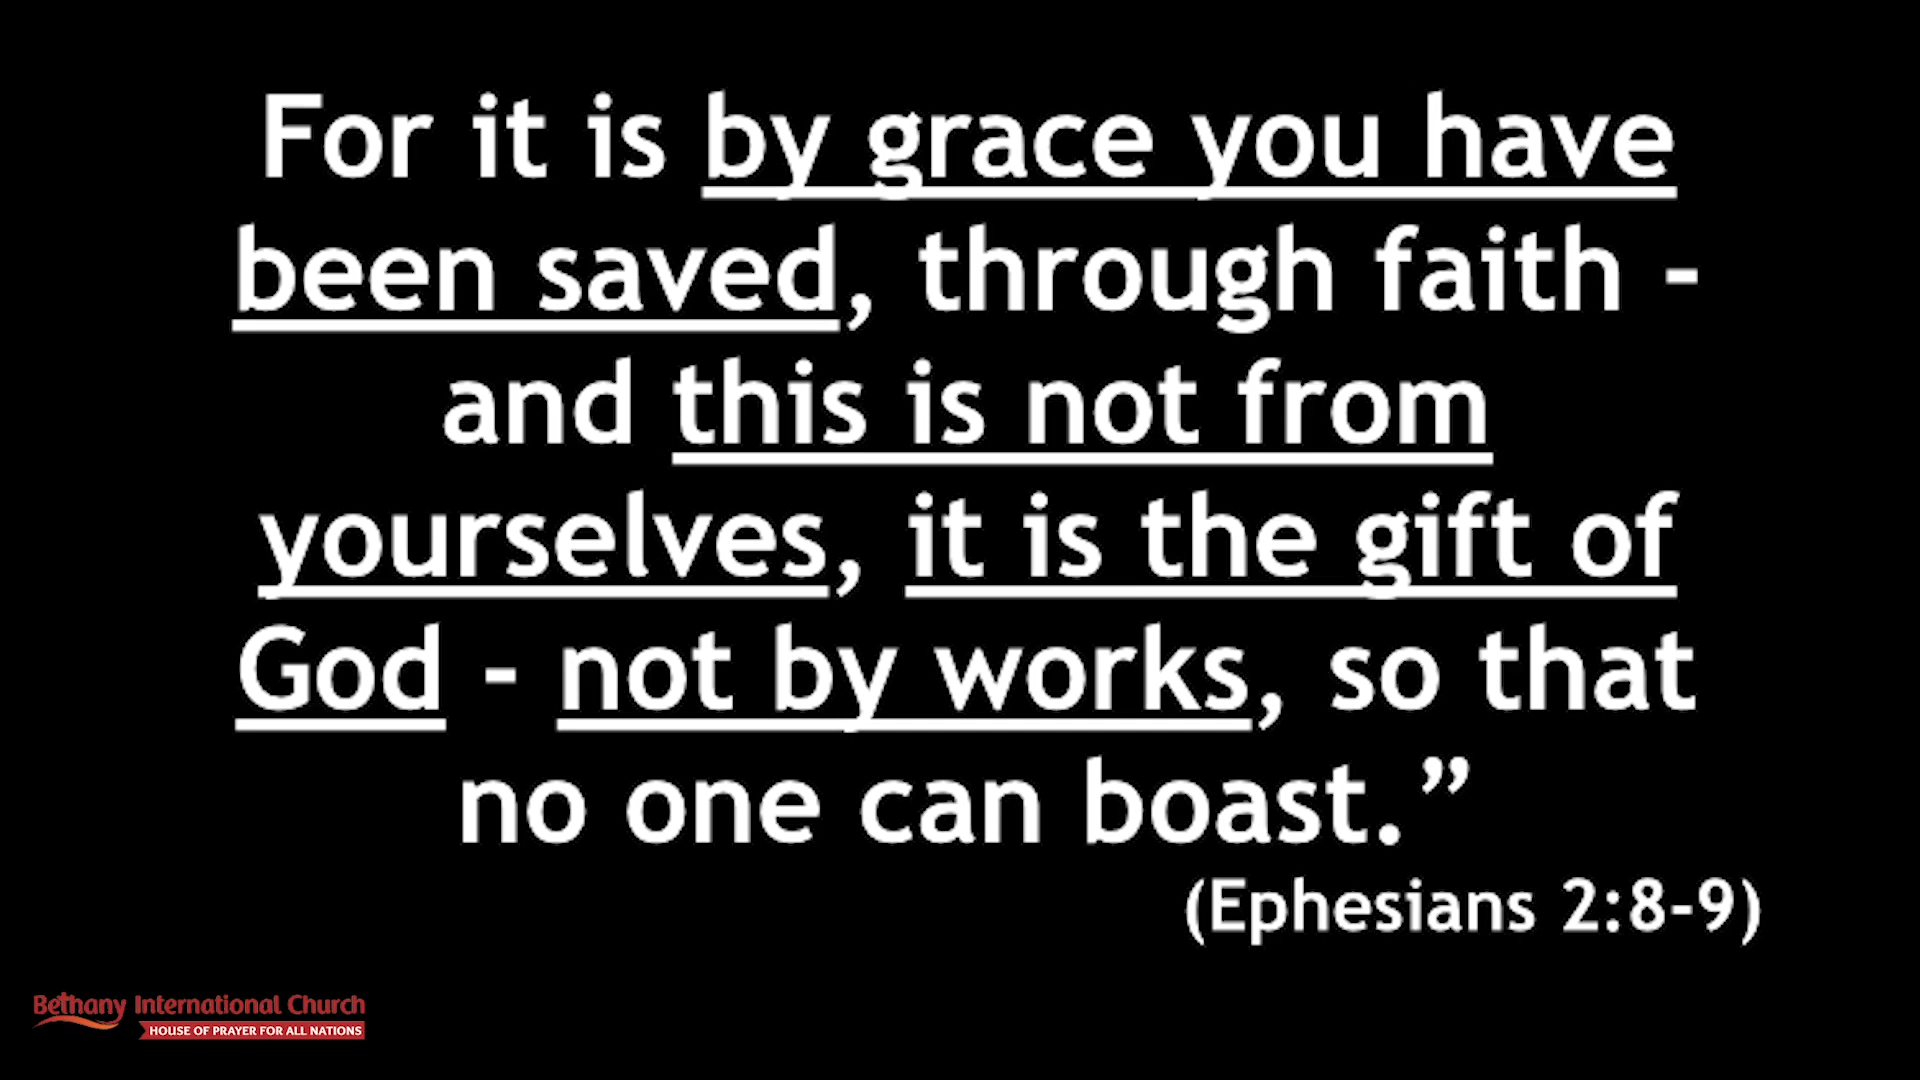 For it is by grace you have
been saved, through faith -
and this is not from
yourselves, it is the gift of
God - not by works, so that
no one can boast.”
(Ephesians 2:8-9)
Bethany International Church
HOUSE OF PRAYER FOR ALL NATIONS